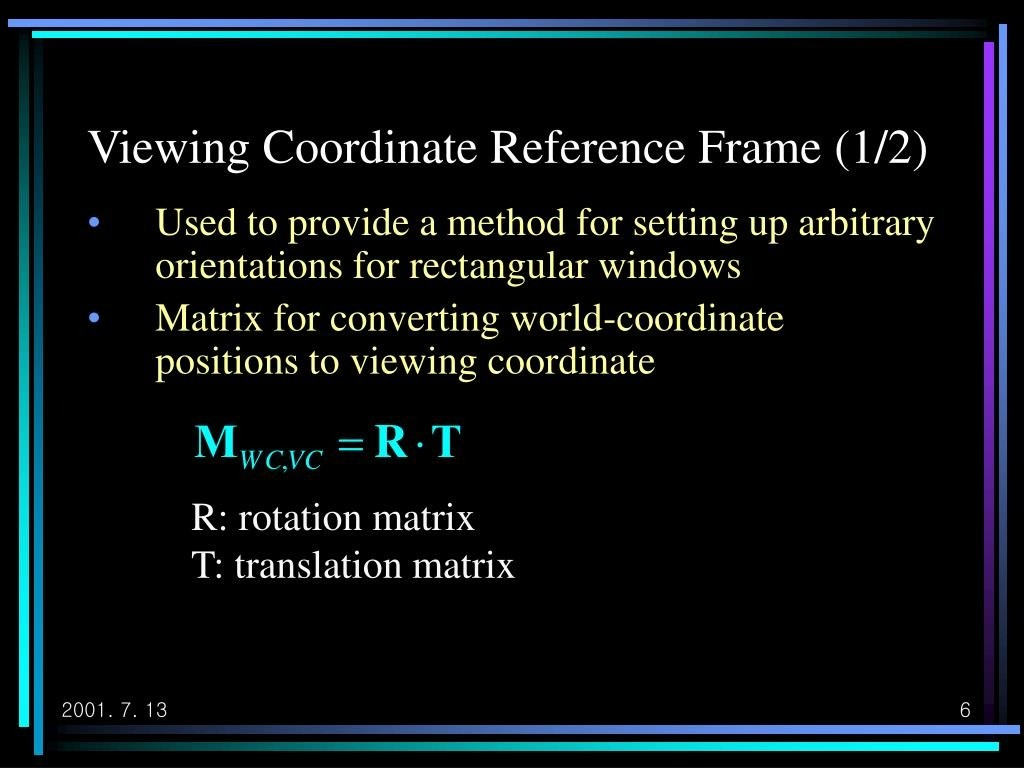 Viewing Coordinate Reference Frame (1/2)
• Used to provide a method for setting up arbitrary
orientations for rectangular windows
• Matrix for converting world-coordinate
positions to viewing coordinate
M_{WC,VC} = R · T
R: rotation matrix
T: translation matrix
2001. 7. 13
6